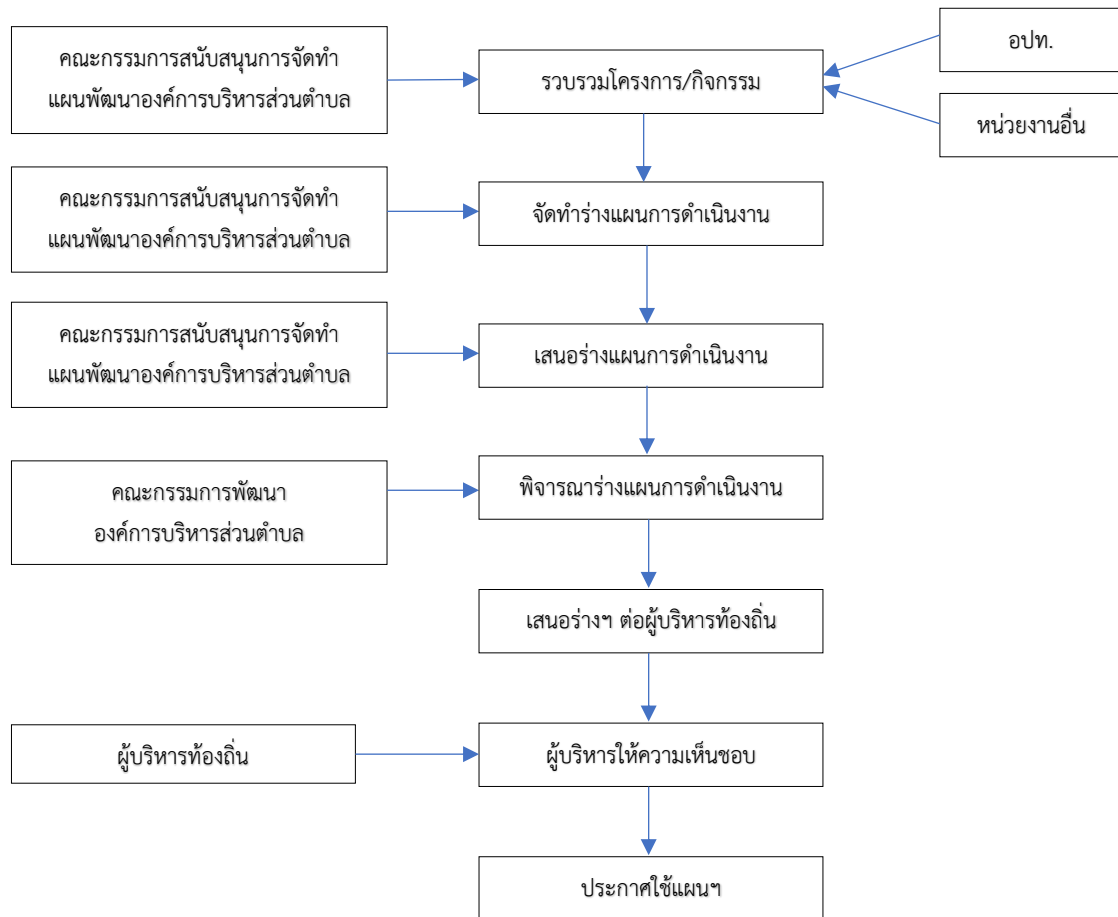 คณะกรรมการสนับสนุนการจัดทำ
แผนพัฒนาองค์การบริหารส่วนตำบล
รวบรวมโครงการ/กิจกรรม
อปท.
หน่วยงานอื่น
คณะกรรมการสนับสนุนการจัดทำ
แผนพัฒนาองค์การบริหารส่วนตำบล
จัดทำร่างแผนการดำเนินงาน
คณะกรรมการสนับสนุนการจัดทำ
แผนพัฒนาองค์การบริหารส่วนตำบล
เสนอร่างแผนการดำเนินงาน
คณะกรรมการพัฒนา
องค์การบริหารส่วนตำบล
พิจารณาร่างแผนการดำเนินงาน
เสนอร่างฯ ต่อผู้บริหารท้องถิ่น
ผู้บริหารท้องถิ่น
ผู้บริหารให้ความเห็นชอบ
ประกาศใช้แผนฯ